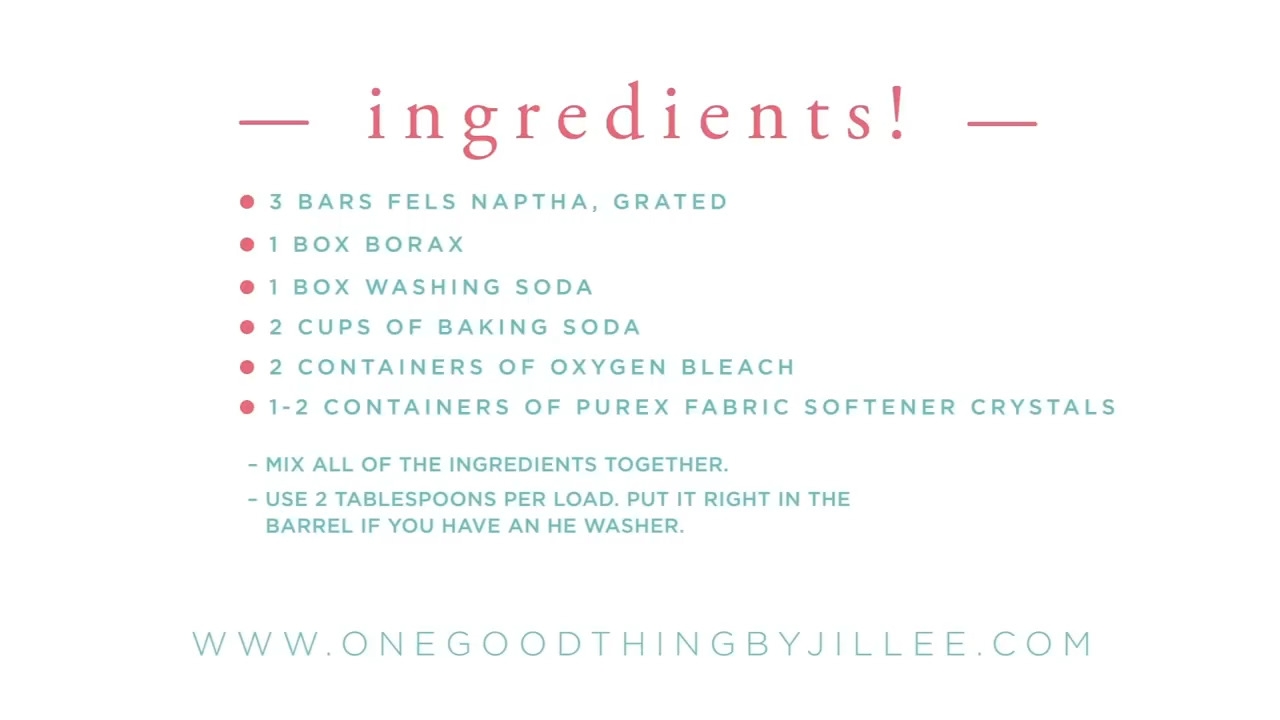 — ingredients! —
• 3 BARS FELS NAPTHA, GRATED
• 1 BOX BORAX
• 1 BOX WASHING SODA
• 2 CUPS OF BAKING SODA
• 2 CONTAINERS OF OXYGEN BLEACH
• 1-2 CONTAINERS OF PUREX FABRIC SOFTENER CRYSTALS
– MIX ALL OF THE INGREDIENTS TOGETHER.
– USE 2 TABLESPOONS PER LOAD. PUT IT RIGHT IN THE
BARREL IF YOU HAVE AN HE WASHER.
WWW.ONEGOODTHINGBYJILLEE.COM